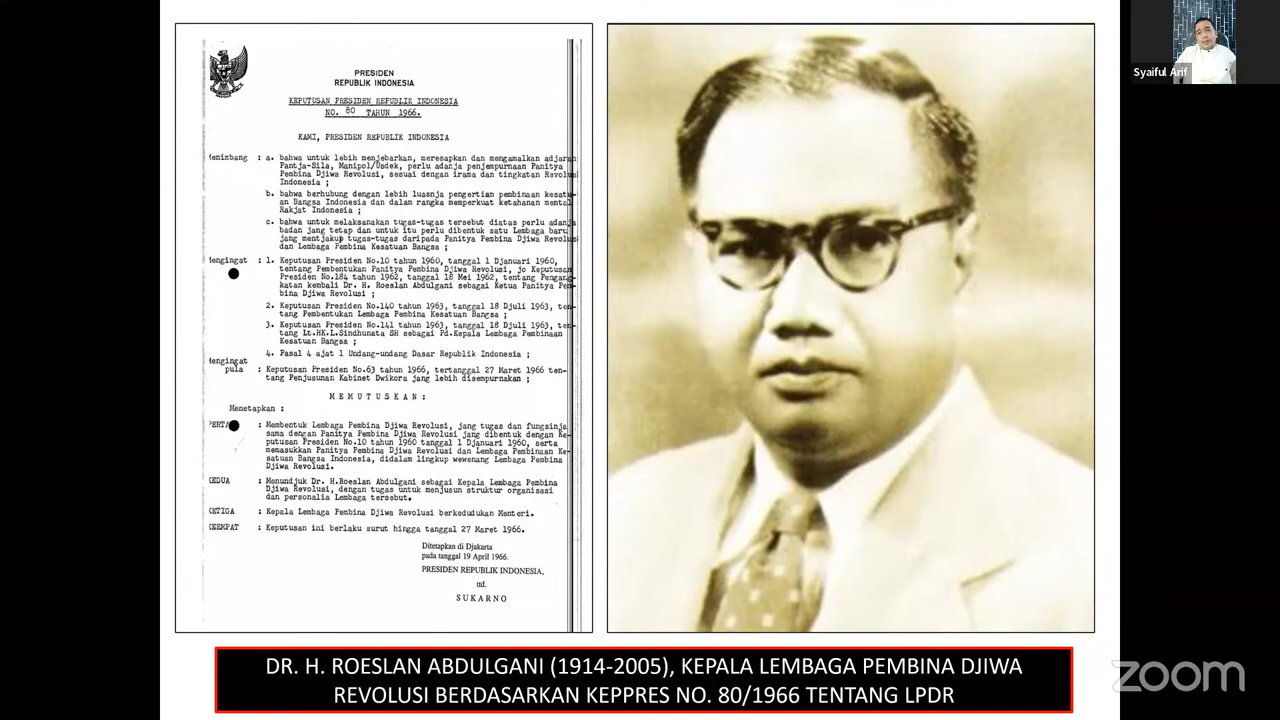 PRESIDEN
REPUBLIK INDONESIA
KEPUTUSAN PRESIDEN REPUBLIK INDONESIA
NO. 80 TAHUN 1966.
KAMI, PRESIDEN REPUBLIK INDONESIA
enimbang : a. bahwa untuk lebih menjebarkan, meresapkan dan mengamalkan adjaran
Pantja-Sila, Manipol/Usdek, perlu adanja penjempurnaan Panitya
Pembina Djiwa Revolusi, sesuai dengan irama dan tingkatan Revolusi
Indonesia ;
b. bahwa berhubung dengan lebih luasnja pengertian pembinaan kesatu-
an Bangsa Indonesia dan dalam rangka memperkuat ketahanan mental
Rakjat Indonesia ;
c. bahwa untuk melaksanakan tugas-tugas tersebut diatas perlu adanja
badan jang tetap dan untuk itu perlu dibentuk satu Lembaga baru
jang mentjakup tugas-tugas daripada Panitya Pembina Djiwa Revolusi
dan Lembaga Pembina Kesatuan Bangsa ;
engingat : 1. Keputusan Presiden No.10 tahun 1960, tanggal 1 Djanuari 1960,
tentang Pembentukan Panitya Pembina Djiwa Revolusi, jo Keputusan
Presiden No.184 tahun 1962, tanggal 18 Mei 1962, tentang Pengang-
katan kembali Dr. H. Roeslan Abdulgani sebagai Ketua Panitya Pem-
bina Djiwa Revolusi ;
2. Keputusan Presiden No.140 tahun 1963, tanggal 18 Djuli 1963, ten-
tang Pembentukan Lembaga Pembina Kesatuan Bangsa ;
3. Keputusan Presiden No.141 tahun 1963, tanggal 18 Djuli 1963, ten-
tang Lt.HK.L.Sindhunata SH sebagai Pd.Kepala Lembaga Pembinaan
Kesatuan Bangsa ;
4. Pasal 4 ajat 1 Undang-undang Dasar Republik Indonesia ;
engingat
pula : Keputusan Presiden No.63 tahun 1966, tertanggal 27 Maret 1966 ten-
tang Penjusunan Kabinet Dwikora jang lebih disempurnakan ;
M E M U T U S K A N :
Menetapkan :
PERTA : Membentuk Lembaga Pembina Djiwa Revolusi, jang tugas dan fungsinja
sama dengan Panitya Pembina Djiwa Revolusi jang dibentuk dengan Ke-
putusan Presiden No.10 tahun 1960 tanggal 1 Djanuari 1960, serta
memasukkan Panitya Pembina Djiwa Revolusi dan Lembaga Pembinaan Ke-
satuan Bangsa Indonesia, didalam lingkup wewenang Lembaga Pembina
Djiwa Revolusi.
KEDUA : Menundjuk Dr. H.Roeslan Abdulgani sebagai Kepala Lembaga Pembina
Djiwa Revolusi, dengan tugas untuk menjusun struktur organisasi
dan personalia Lembaga tersebut.
KETIGA : Kepala Lembaga Pembina Djiwa Revolusi berkedudukan Menteri.
KEEMPAT : Keputusan ini berlaku surut hingga tanggal 27 Maret 1966.
Ditetapkan di Djakarta
pada tanggal 19 April 1966.
PRESIDEN REPUBLIK INDONESIA,
ttd.
S U K A R N O
Syaiful Arif
DR. H. ROESLAN ABDULGANI (1914-2005), KEPALA LEMBAGA PEMBINA DJIWA
REVOLUSI BERDASARKAN KEPPRES NO. 80/1966 TENTANG LPDR
zoom